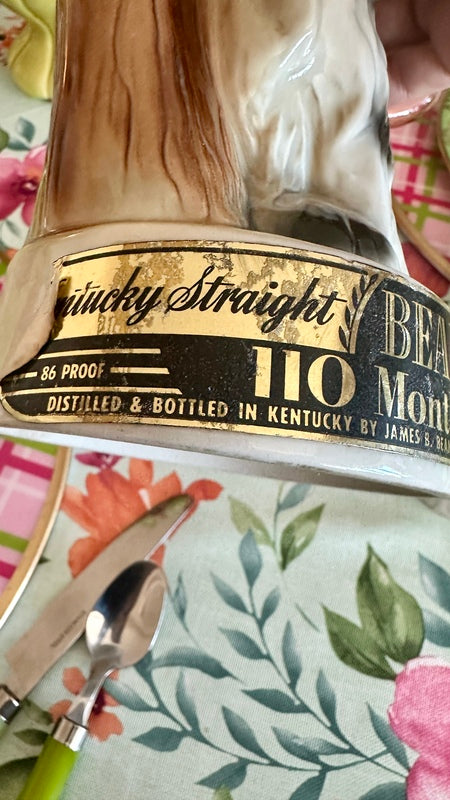 ntucky Straight BEA
86 PROOF 110 Mont
DISTILLED & BOTTLED IN KENTUCKY BY JAMES B. BEA